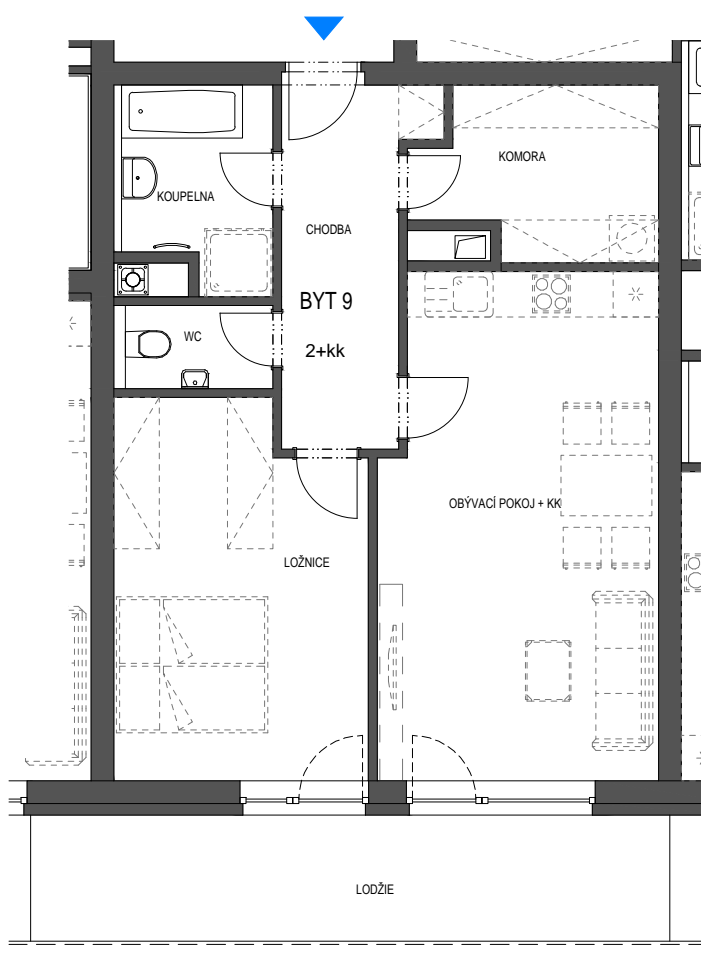 KOMORA
KOUPELNA
CHODBA
BYT 9
WC
2+kk
OBÝVACÍ POKOJ + KK
LOŽNICE
LODŽIE